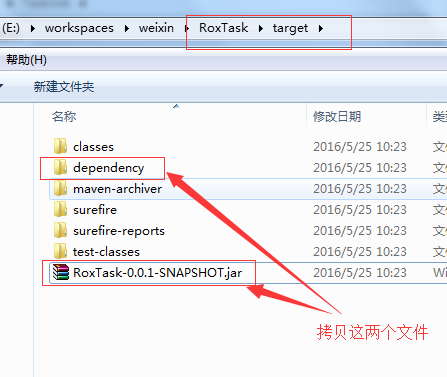 (E:) ▸ workspaces ▸ weixin ▸ RoxTask ▸ target ▸
帮助(H)
新建文件夹
名称 修改日期 类
classes 2016/5/25 10:23 文
dependency 2016/5/25 10:23 文
maven-archiver 2016/5/25 10:23 文
surefire 2016/5/25 10:23 文
surefire-reports 2016/5/25 10:23 文
test-classes 2016/5/25 10:23 文
RoxTask-0.0.1-SNAPSHOT.jar 2016/5/25 10:23 Wi
拷贝这两个文件